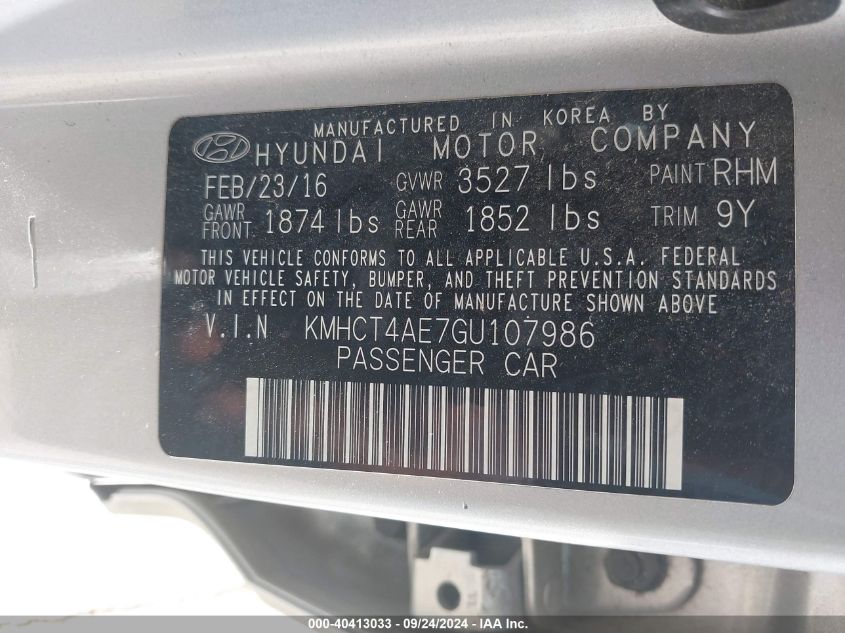 MANUFACTURED IN KOREA BY
HYUNDAI MOTOR COMPANY
FEB/23/16 GVWR 3527 lbs PAINT RHM
GAWR FRONT 1874 lbs GAWR REAR 1852 lbs TRIM 9Y
THIS VEHICLE CONFORMS TO ALL APPLICABLE U.S.A. FEDERAL
MOTOR VEHICLE SAFETY, BUMPER, AND THEFT PREVENTION STANDARDS
IN EFFECT ON THE DATE OF MANUFACTURE SHOWN ABOVE
V.I.N KMHCT4AE7GU107986
PASSENGER CAR
000-40413033 - 09/24/2024 - IAA Inc.